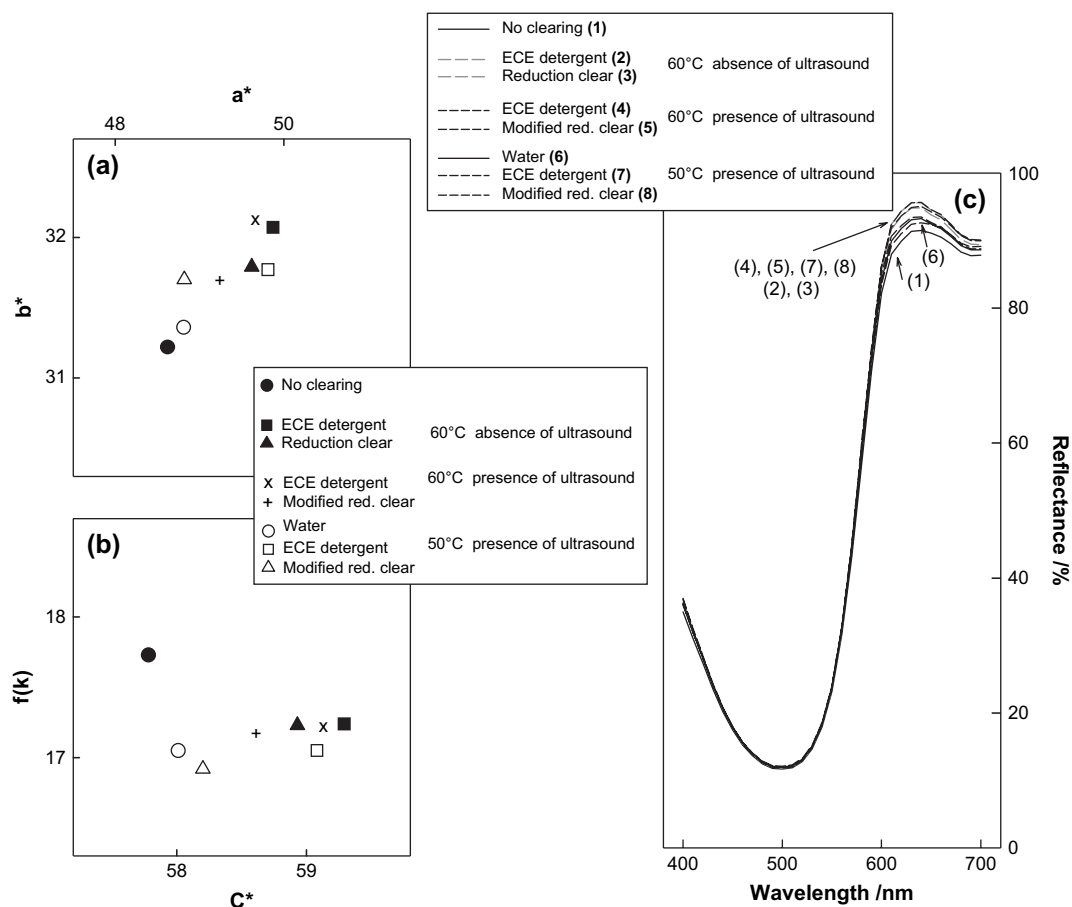 No clearing (1)
ECE detergent (2)
Reduction clear (3)
60°C absence of ultrasound
ECE detergent (4)
Modified red. clear (5)
60°C presence of ultrasound
Water (6)
ECE detergent (7)
Modified red. clear (8)
50°C presence of ultrasound
a*
48
50
(a)
32
31
b*
No clearing
ECE detergent
Reduction clear
60°C absence of ultrasound
x ECE detergent
+ Modified red. clear
60°C presence of ultrasound
Water
ECE detergent
Modified red. clear
50°C presence of ultrasound
(b)
18
17
f(k)
58
59
C*
(c)
(4), (5), (7), (8)
(2), (3)
(6)
(1)
100
80
60
40
20
0
Reflectance /%
400
500
600
700
Wavelength /nm